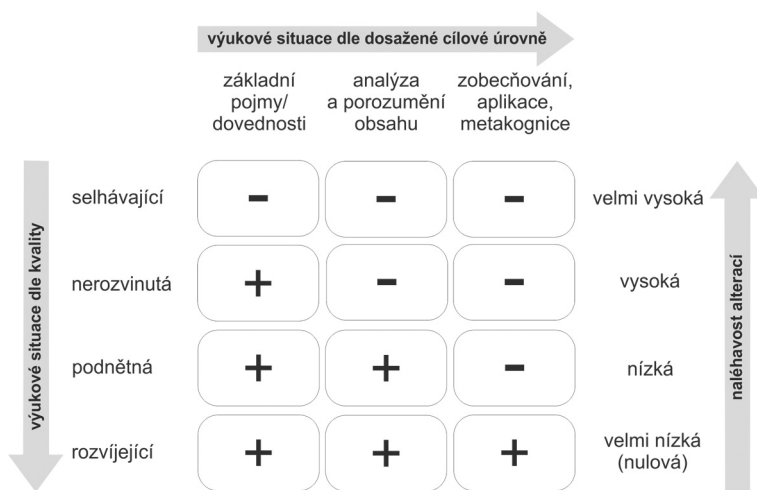 výukové situace dle dosažené cílové úrovně
základní
pojmy/
dovednosti
analýza
a porozumění
obsahu
zobecňování,
aplikace,
metakognice
výukové situace dle kvality
selhávající
-
-
-
velmi vysoká
nerozvinutá
+
-
-
vysoká
podnětná
+
+
-
nízká
rozvíjející
+
+
+
velmi nízká
(nulová)
naléhavost alterací